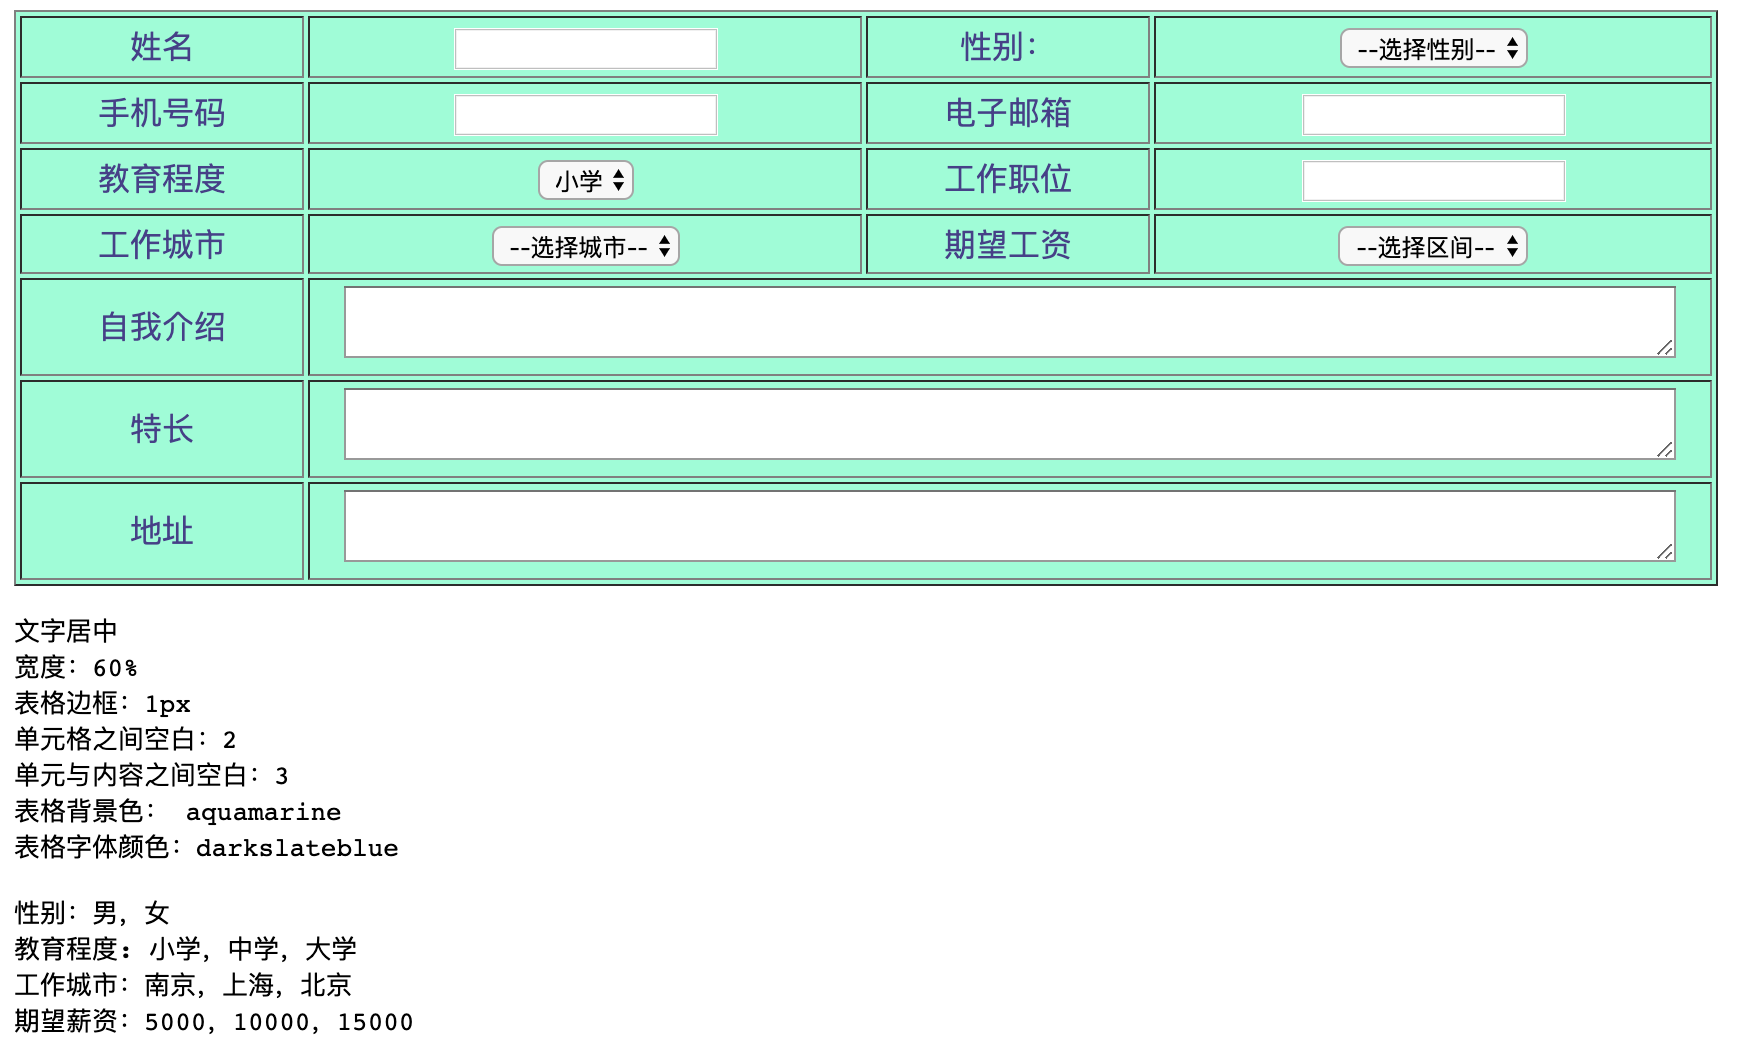 姓名 性别: --选择性别--
手机号码 电子邮箱
教育程度 小学 工作职位
工作城市 --选择城市-- 期望工资 --选择区间--
自我介绍
特长
地址
文字居中
宽度: 60%
表格边框: 1px
单元格之间空白: 2
单元与内容之间空白: 3
表格背景色: aquamarine
表格字体颜色: darkslateblue
性别: 男, 女
教育程度: 小学, 中学, 大学
工作城市: 南京, 上海, 北京
期望薪资: 5000, 10000, 15000